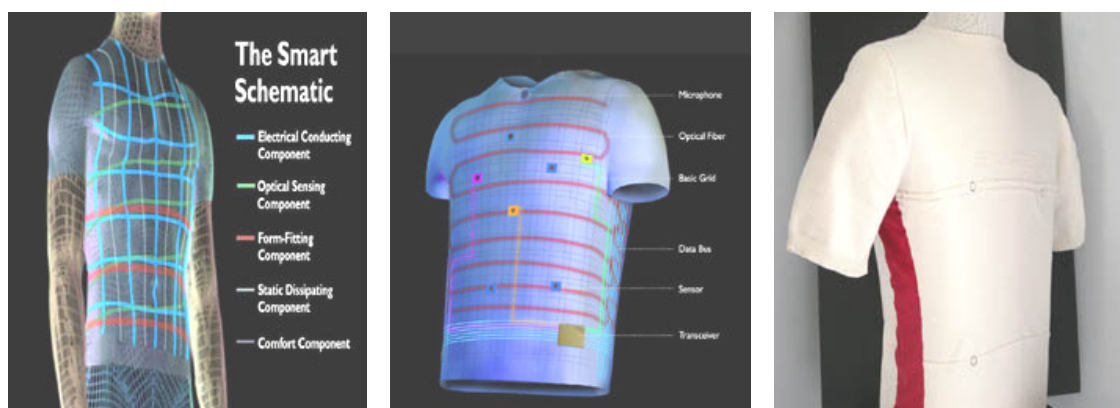 The Smart
Schematic
Electrical Conducting
Component
Optical Sensing
Component
Form-Fitting
Component
Static Dissipating
Component
Comfort Component
Microphone
Optical Fiber
Basic Grid
Data Bus
Sensor
Transceiver